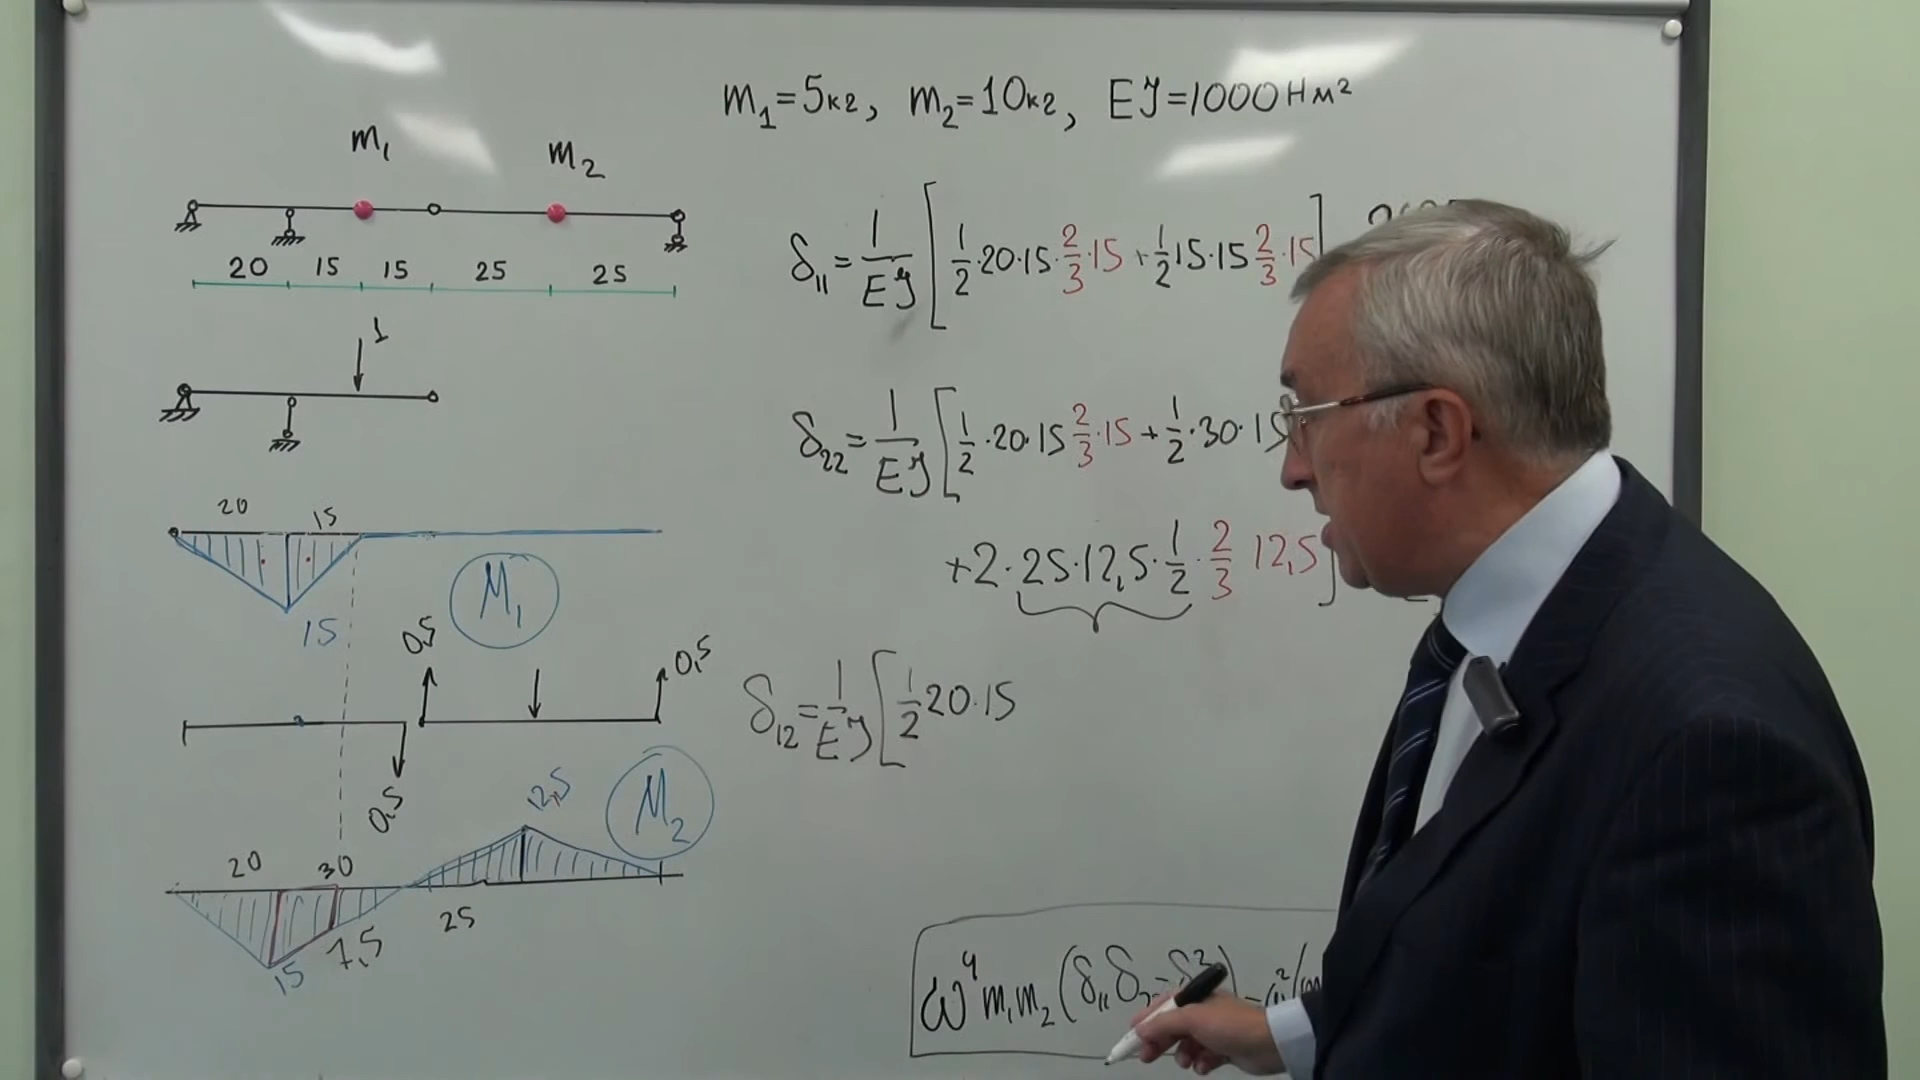 m₁=5кг, m₂=10кг, EJ=1000Нм²
m₁ m₂
20 15 15 25 25
1
20 15
15
M₁
0,5 0,5
0,5
12,5
M₂
20 30
25
15 7,5
δ₁₁ = 1/EJ [ 1/2·20·15·2/3·15 + 1/2 15·15 2/3·15 ]
δ₂₂ = 1/EJ [ 1/2·20·15 2/3·15 + 1/2·30·15
+2·25·12,5·1/2·2/3 12,5 ]
δ₁₂ = 1/EJ [ 1/2 20·15
ω⁴m₁m₂(δ₁₁δ